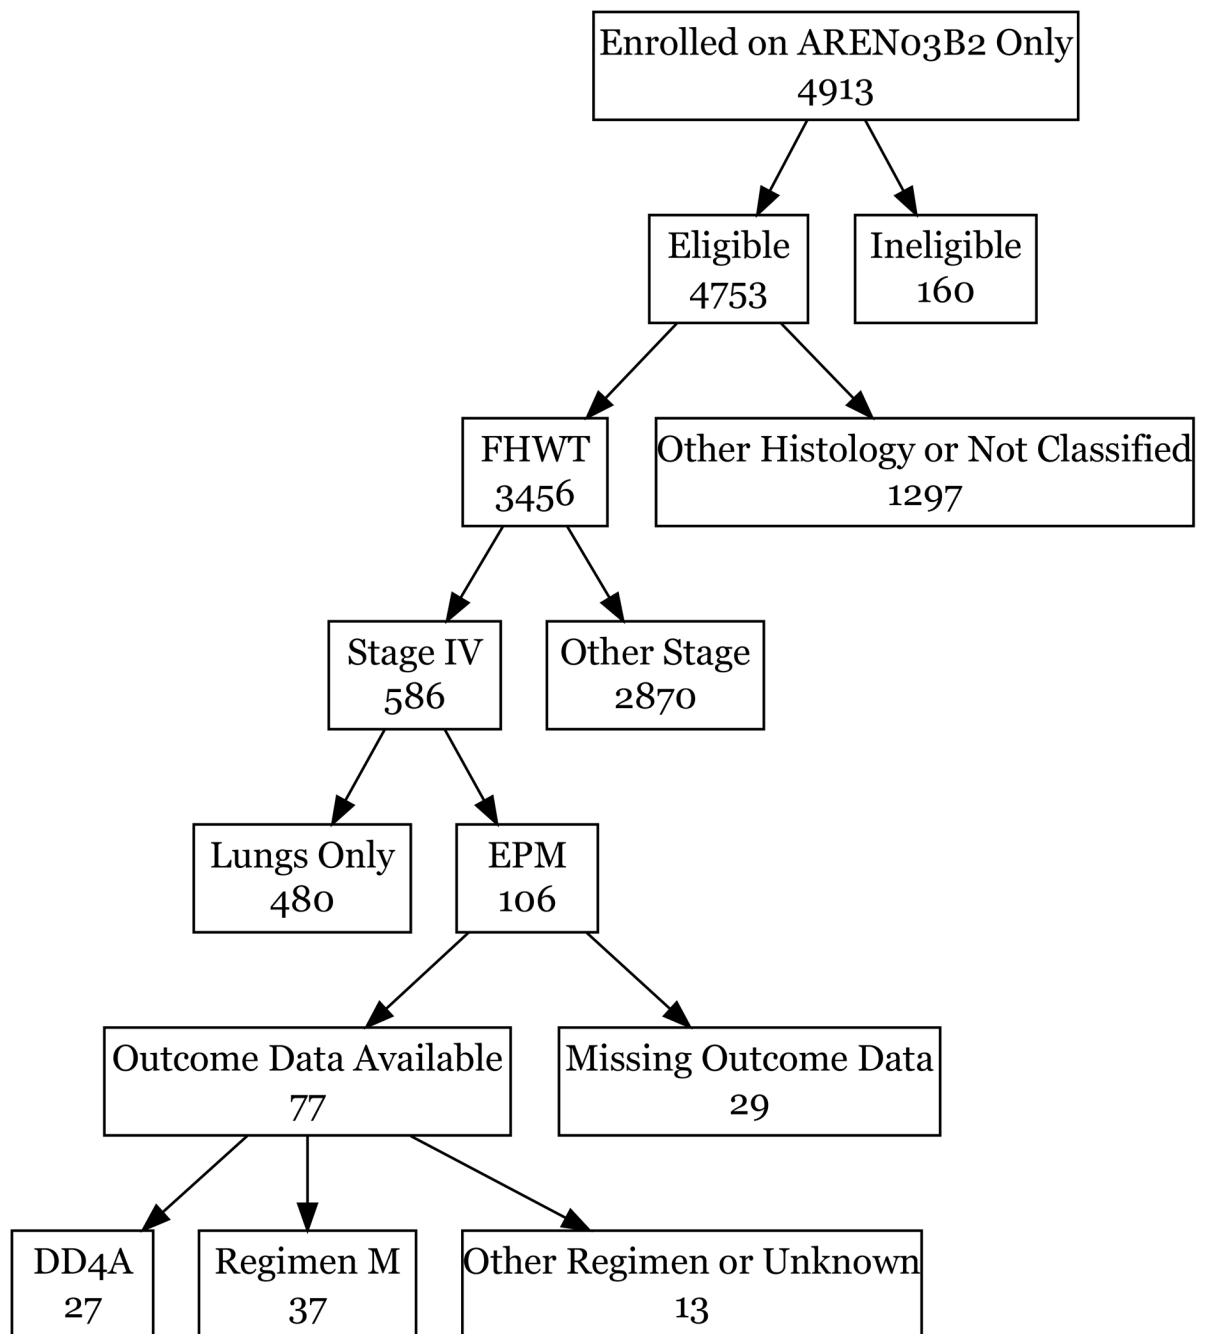 Enrolled on AREN03B2 Only
4913
Eligible
4753
Ineligible
160
FHWT
3456
Other Histology or Not Classified
1297
Stage IV
586
Other Stage
2870
Lungs Only
480
EPM
106
Outcome Data Available
77
Missing Outcome Data
29
DD4A
27
Regimen M
37
Other Regimen or Unknown
13